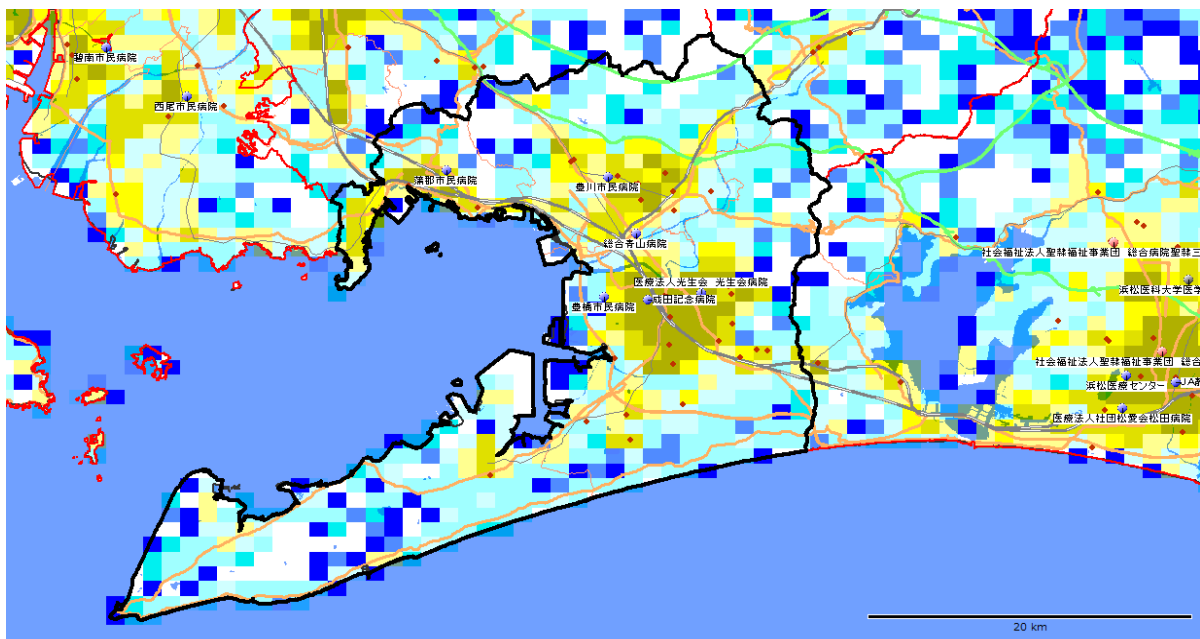 碧南市民病院
西尾市民病院
蒲郡市民病院
豊川市民病院
総合青山病院
社会福祉法人聖隷福祉事業団 総合病院聖隷三
医療法人光生会 光生会病院
浜松医科大学医学
豊橋市民病院
成田記念病院
社会福祉法人聖隷福祉事業団 総合
浜松医療センター
JA静
医療法人社団松愛会松田病院
20 km